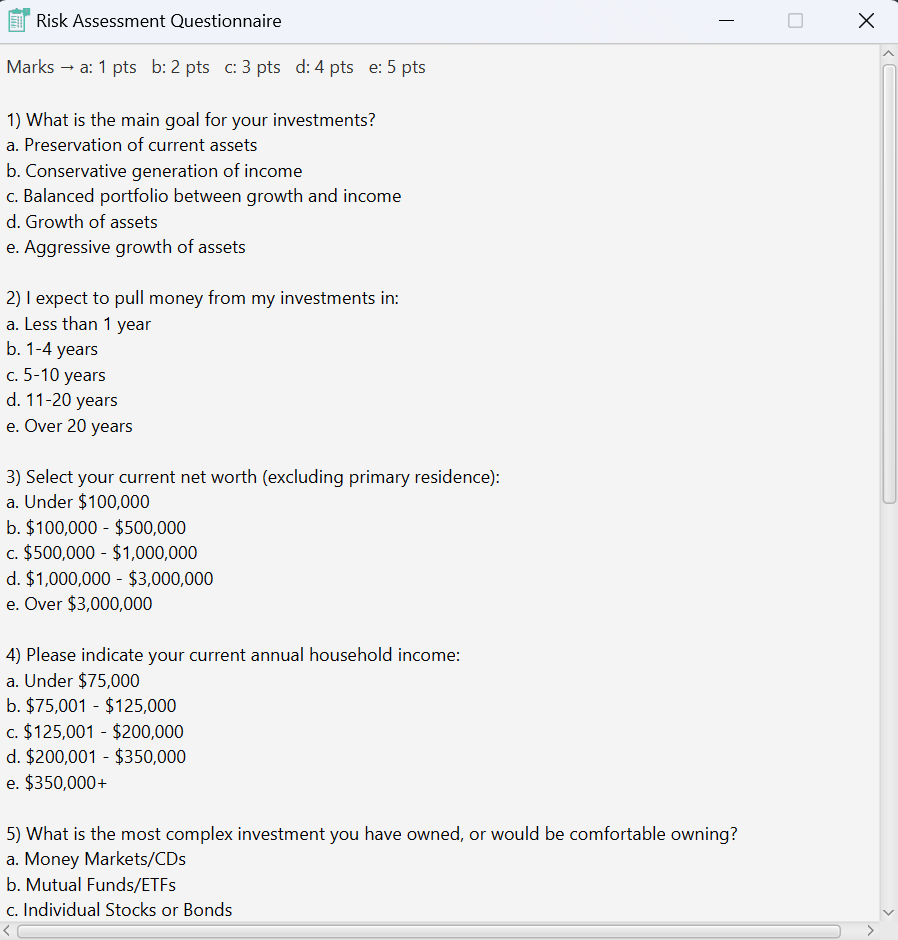 Risk Assessment Questionnaire
Marks → a: 1 pts b: 2 pts c: 3 pts d: 4 pts e: 5 pts
1) What is the main goal for your investments?
a. Preservation of current assets
b. Conservative generation of income
c. Balanced portfolio between growth and income
d. Growth of assets
e. Aggressive growth of assets
2) I expect to pull money from my investments in:
a. Less than 1 year
b. 1-4 years
c. 5-10 years
d. 11-20 years
e. Over 20 years
3) Select your current net worth (excluding primary residence):
a. Under $100,000
b. $100,000 - $500,000
c. $500,000 - $1,000,000
d. $1,000,000 - $3,000,000
e. Over $3,000,000
4) Please indicate your current annual household income:
a. Under $75,000
b. $75,001 - $125,000
c. $125,001 - $200,000
d. $200,001 - $350,000
e. $350,000+
5) What is the most complex investment you have owned, or would be comfortable owning?
a. Money Markets/CDs
b. Mutual Funds/ETFs
c. Individual Stocks or Bonds